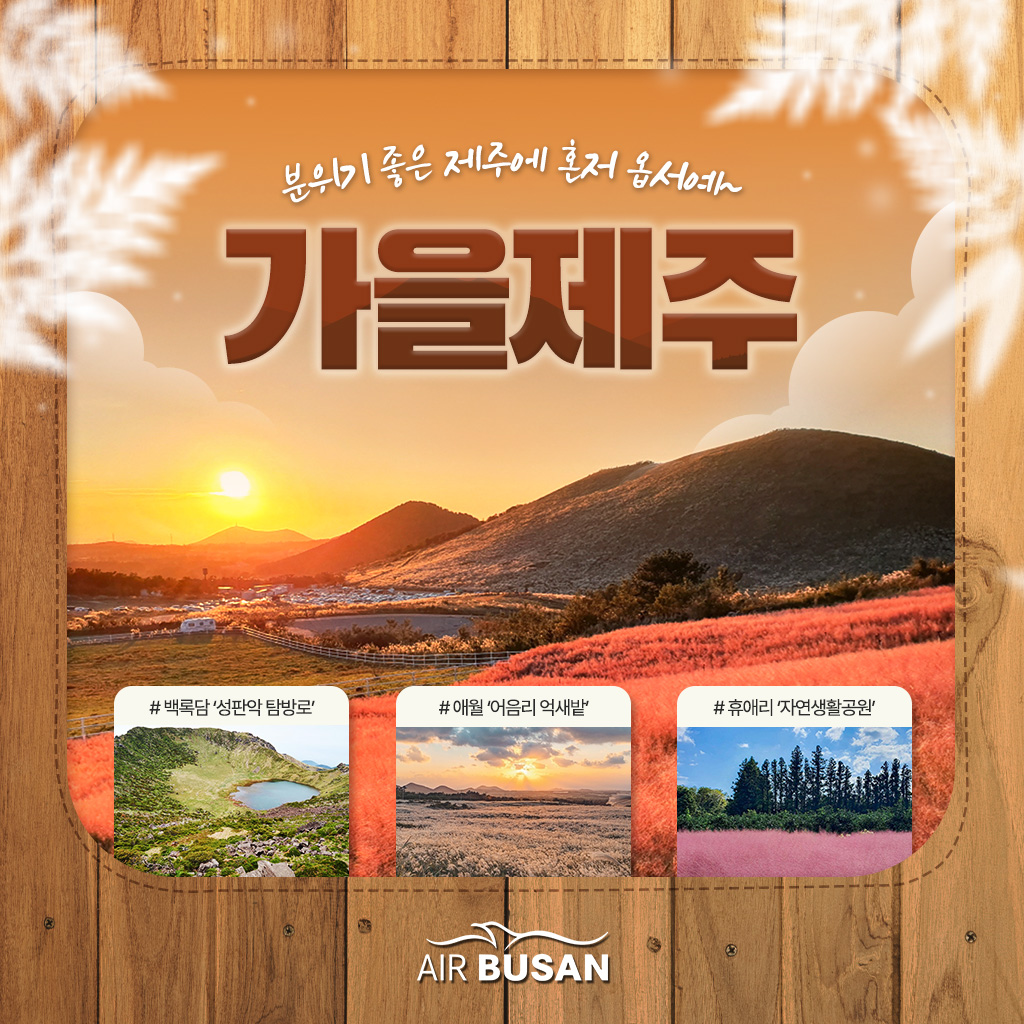 분위기 좋은 제주에 혼저 옵서예~
가을제주
# 백록담 ‘성판악 탐방로’
# 애월 ‘어음리 억새밭’
# 휴애리 ‘자연생활공원’
AIR BUSAN